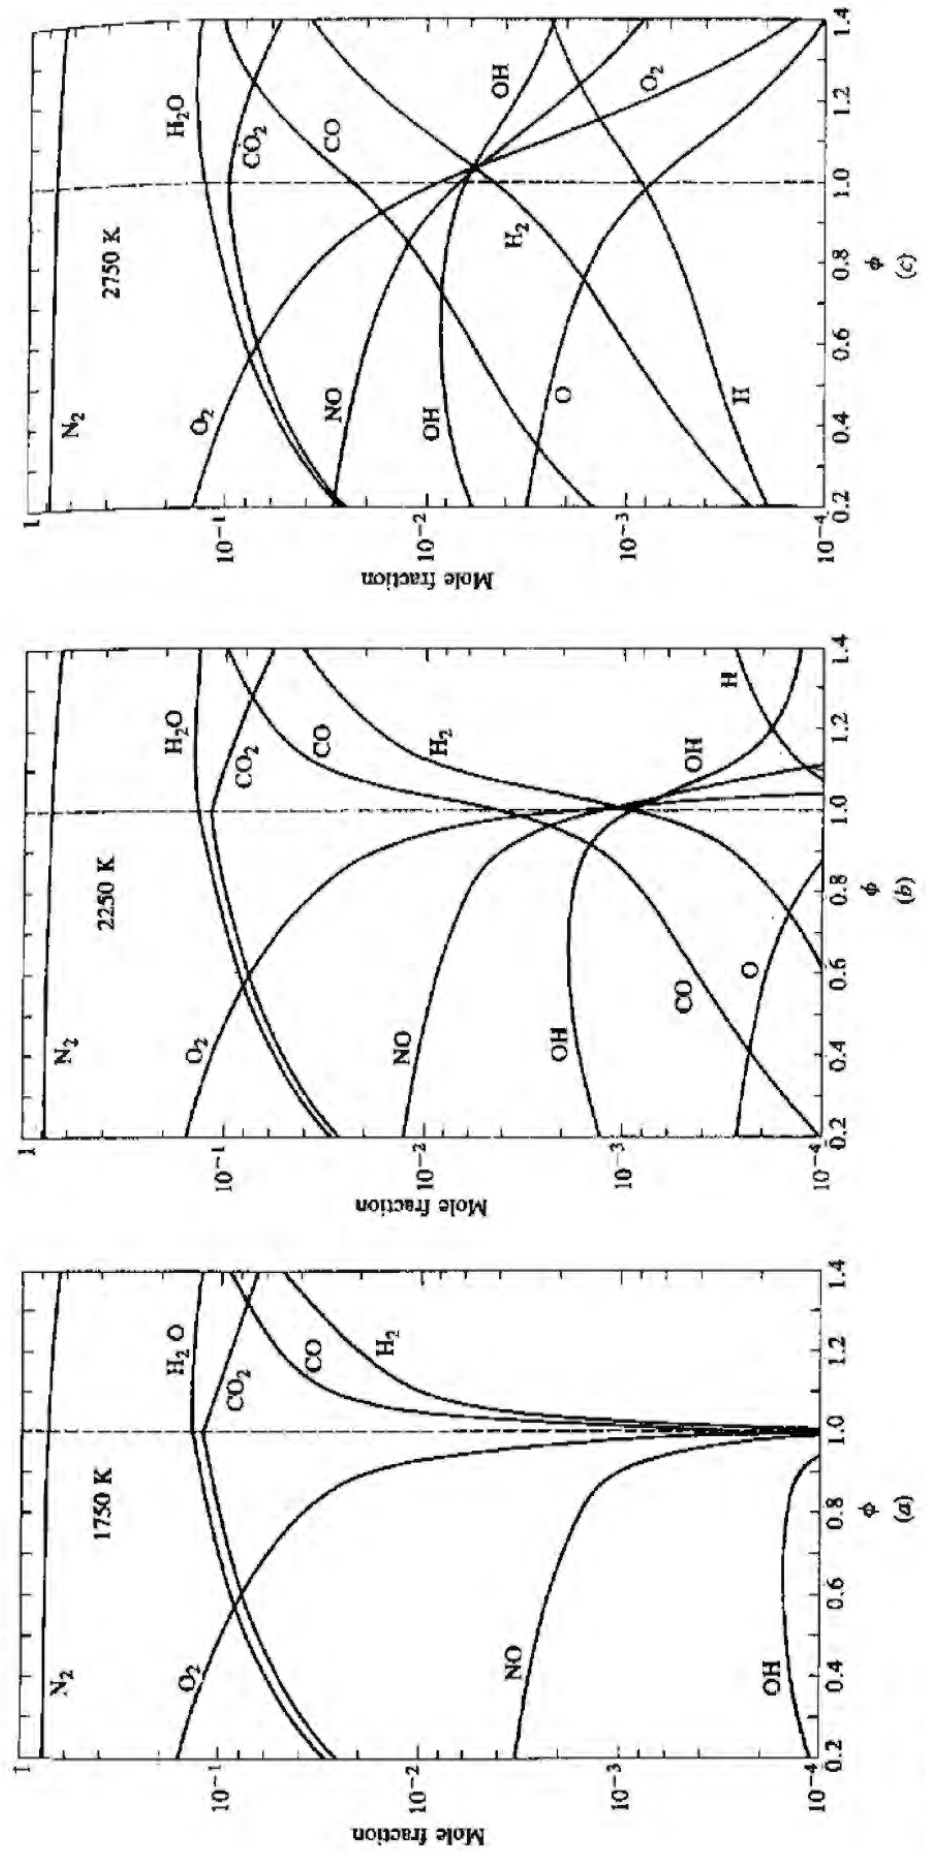 1
10⁻¹
10⁻²
10⁻³
10⁻⁴
Mole fraction
1750 K
N₂
O₂
NO
OH
H₂O
CO₂
CO
H₂
0.2
0.4
0.6
0.8
1.0
1.2
1.4
ϕ
(a)
1
10⁻¹
10⁻²
10⁻³
10⁻⁴
Mole fraction
2250 K
N₂
O₂
NO
OH
CO
O
H₂O
CO₂
CO
H₂
OH
H
0.2
0.4
0.6
0.8
1.0
1.2
1.4
ϕ
(b)
1
10⁻¹
10⁻²
10⁻³
10⁻⁴
Mole fraction
2750 K
N₂
O₂
NO
OH
O
H
H₂O
CO₂
CO
H₂
OH
O₂
0.2
0.4
0.6
0.8
1.0
1.2
1.4
ϕ
(c)